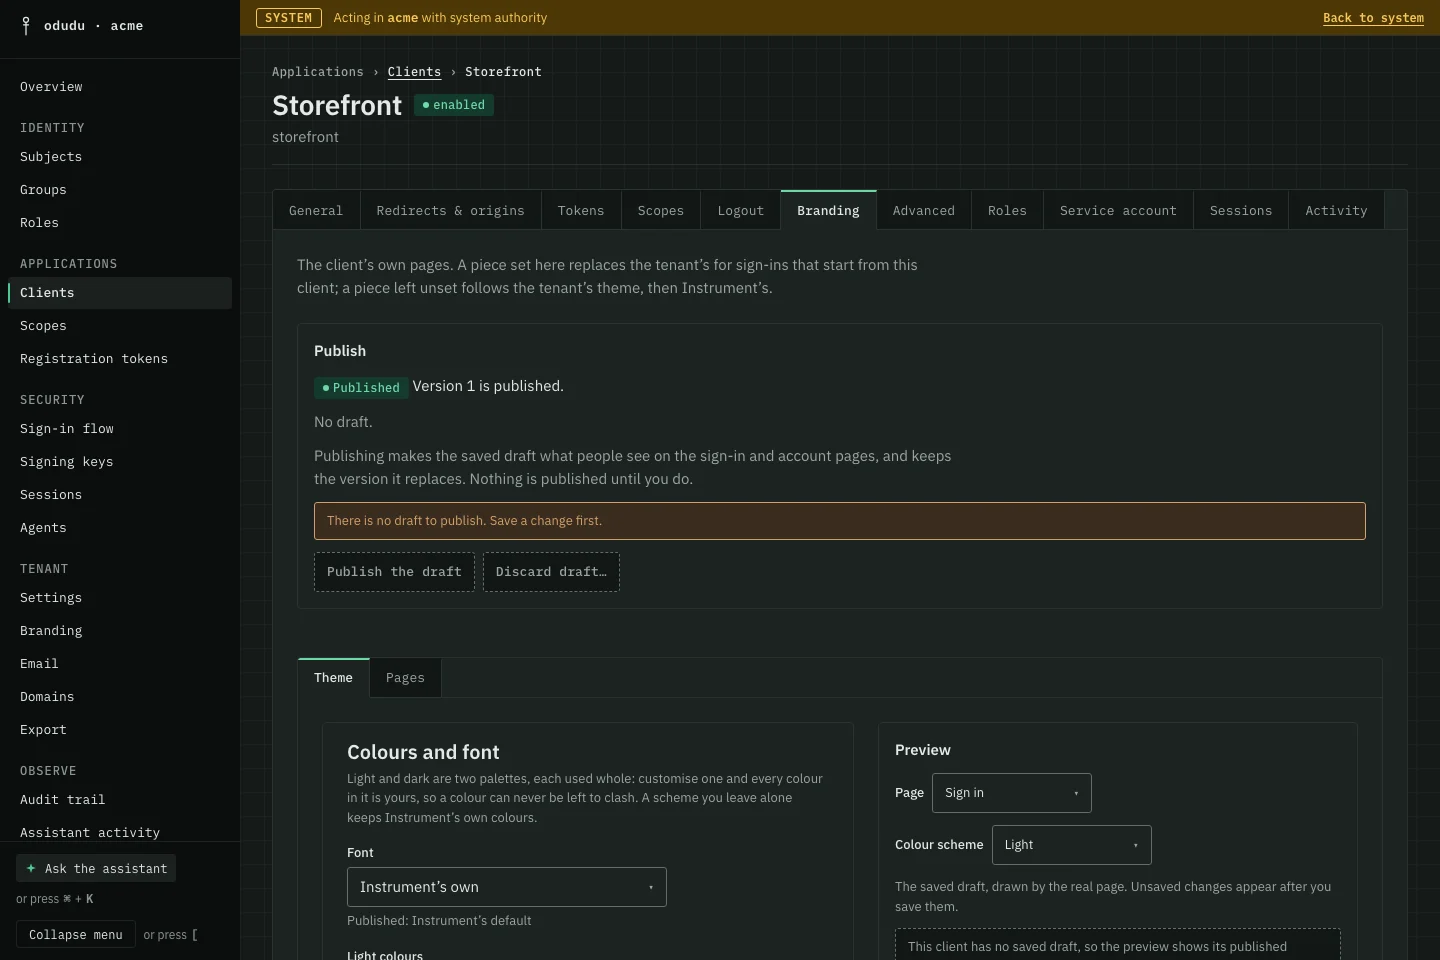 odudu · acme
SYSTEM Acting in acme with system authority Back to system
Overview
IDENTITY
Subjects
Groups
Roles
APPLICATIONS
Clients
Scopes
Registration tokens
SECURITY
Sign-in flow
Signing keys
Sessions
Agents
TENANT
Settings
Branding
Email
Domains
Export
OBSERVE
Audit trail
Assistant activity
Ask the assistant
or press ⌘ + K
Collapse menu or press [
Applications › Clients › Storefront
Storefront enabled
storefront
General Redirects & origins Tokens Scopes Logout Branding Advanced Roles Service account Sessions Activity
The client’s own pages. A piece set here replaces the tenant’s for sign-ins that start from this
client; a piece left unset follows the tenant’s theme, then Instrument’s.
Publish
Published Version 1 is published.
No draft.
Publishing makes the saved draft what people see on the sign-in and account pages, and keeps
the version it replaces. Nothing is published until you do.
There is no draft to publish. Save a change first.
Publish the draft Discard draft…
Theme Pages
Colours and font
Light and dark are two palettes, each used whole: customise one and every colour
in it is yours, so a colour can never be left to clash. A scheme you leave alone
keeps Instrument’s own colours.
Font
Instrument’s own
Published: Instrument’s default
Light colours
Preview
Page Sign in
Colour scheme Light
The saved draft, drawn by the real page. Unsaved changes appear after you
save them.
This client has no saved draft, so the preview shows its published